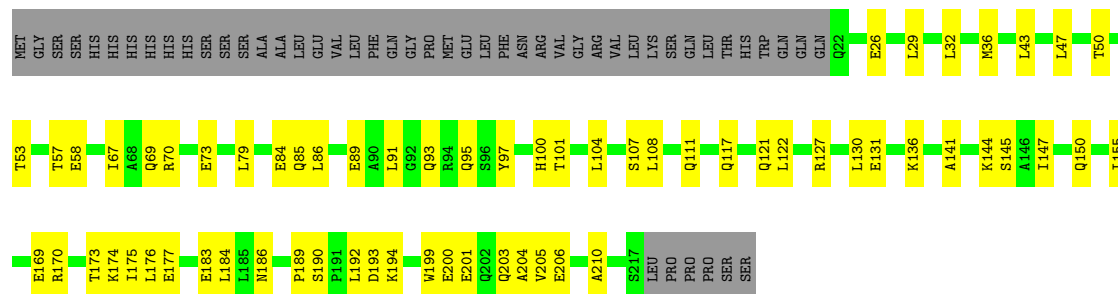 MET GLY SER SER HIS HIS HIS HIS HIS HIS SER SER SER ALA ALA LEU GLU VAL LEU PHE GLN GLY PRO MET GLU LEU PHE ASN ARG VAL GLY ARG VAL LEU LYS SER GLN LEU THR HIS TRP GLN GLN GLN Q22 E26 L29 L32 M36 L43 L47 T50
T53 T57 E58 I67 A68 Q69 R70 E73 L79 E84 Q85 L86 E89 A90 L91 G92 Q93 R94 Q95 S96 Y97 H100 T101 L104 S107 L108 Q111 Q117 Q121 L122 R127 L130 E131 K136 A141 K144 S145 A146 I147 Q150 I155
E169 R170 T173 K174 I175 L176 E177 E183 L184 L185 N186 P189 S190 P191 L192 D193 K194 W199 E200 E201 Q202 Q203 A204 V205 E206 A210 S217 LEU PRO PRO PRO SER SER